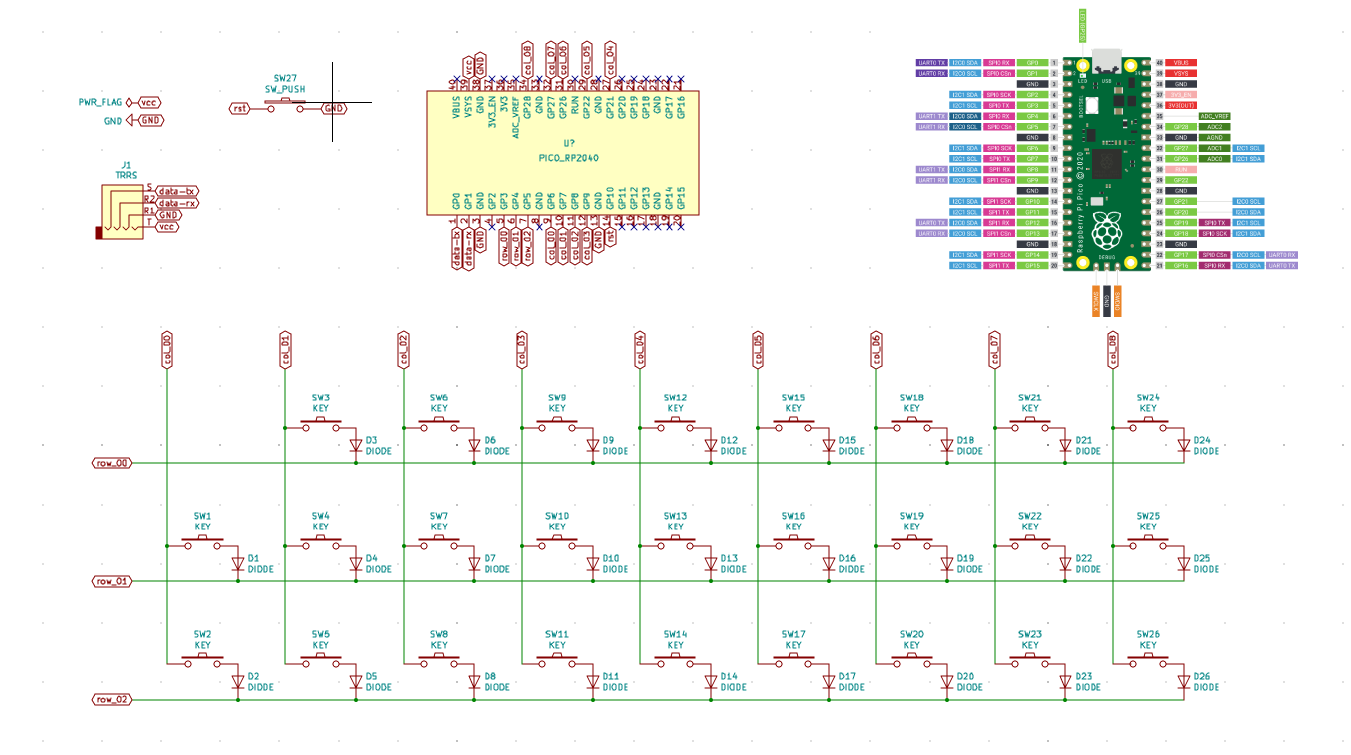 SW27
SW_PUSH
rst
GND
PWR_FLAG
vcc
GND
GND
J1
TRRS
S
data-tx
R2
data-rx
R1
GND
T
vcc
vcc
GND
col_08
col_07
col_06
col_05
col_04
40 39 38 37 36 35 34 33 32 31 30 29 28 27 26 25 24 23 22 21
VBUS
VSYS
GND
3V3_EN
3V3
ADC_VREF
GP28
GND
GP27
GP26
RUN
GP22
GND
GP21
GP20
GP19
GP18
GND
GP17
GP16
U?
PICO_RP2040
GP0
GP1
GND
GP2
GP3
GP4
GP5
GND
GP6
GP7
GP8
GP9
GND
GP10
GP11
GP12
GP13
GND
GP14
GP15
1 2 3 4 5 6 7 8 9 10 11 12 13 14 15 16 17 18 19 20
data-tx
data-rx
GND
row_00
row_01
row_02
col_00
col_01
col_02
col_03
GND
rst
UART0 TX I2C0 SDA SPI0 RX GP0 1
UART0 RX I2C0 SCL SPI0 CSn GP1 2
GND 3
I2C1 SDA SPI0 SCK GP2 4
I2C1 SCL SPI0 TX GP3 5
UART1 TX I2C0 SDA SPI0 RX GP4 6
UART1 RX I2C0 SCL SPI0 CSn GP5 7
GND 8
I2C1 SDA SPI0 SCK GP6 9
I2C1 SCL SPI0 TX GP7 10
UART1 TX I2C0 SDA SPI1 RX GP8 11
UART1 RX I2C0 SCL SPI1 CSn GP9 12
GND 13
I2C1 SDA SPI1 SCK GP10 14
I2C1 SCL SPI1 TX GP11 15
UART0 TX I2C0 SDA SPI1 RX GP12 16
UART0 RX I2C0 SCL SPI1 CSn GP13 17
GND 18
I2C1 SDA SPI1 SCK GP14 19
I2C1 SCL SPI1 TX GP15 20
LED
USB
BOOTSEL
Raspberry Pi Pico © 2020
DEBUG
40 VBUS
39 VSYS
38 GND
37 3V3_EN
36 3V3(OUT)
35 ADC_VREF
34 GP28 ADC2
33 GND AGND
32 GP27 ADC1 I2C1 SCL
31 GP26 ADC0 I2C1 SDA
30 RUN
29 GP22
28 GND
27 GP21 I2C0 SCL
26 GP20 I2C0 SDA
25 GP19 SPI0 TX I2C1 SCL
24 GP18 SPI0 SCK I2C1 SDA
23 GND
22 GP17 SPI0 CSn I2C0 SCL UART0 RX
21 GP16 SPI0 RX I2C0 SDA UART0 TX
SWCLK
GND
SWDIO
col_00 col_01 col_02 col_03 col_04 col_05 col_06 col_07 col_08
SW3 SW6 SW9 SW12 SW15 SW18 SW21 SW24
KEY KEY KEY KEY KEY KEY KEY KEY
D3 D6 D9 D12 D15 D18 D21 D24
DIODE DIODE DIODE DIODE DIODE DIODE DIODE DIODE
row_00
SW1 SW4 SW7 SW10 SW13 SW16 SW19 SW22 SW25
KEY KEY KEY KEY KEY KEY KEY KEY KEY
D1 D4 D7 D10 D13 D16 D19 D22 D25
DIODE DIODE DIODE DIODE DIODE DIODE DIODE DIODE DIODE
row_01
SW2 SW5 SW8 SW11 SW14 SW17 SW20 SW23 SW26
KEY KEY KEY KEY KEY KEY KEY KEY KEY
D2 D5 D8 D11 D14 D17 D20 D23 D26
DIODE DIODE DIODE DIODE DIODE DIODE DIODE DIODE DIODE
row_02